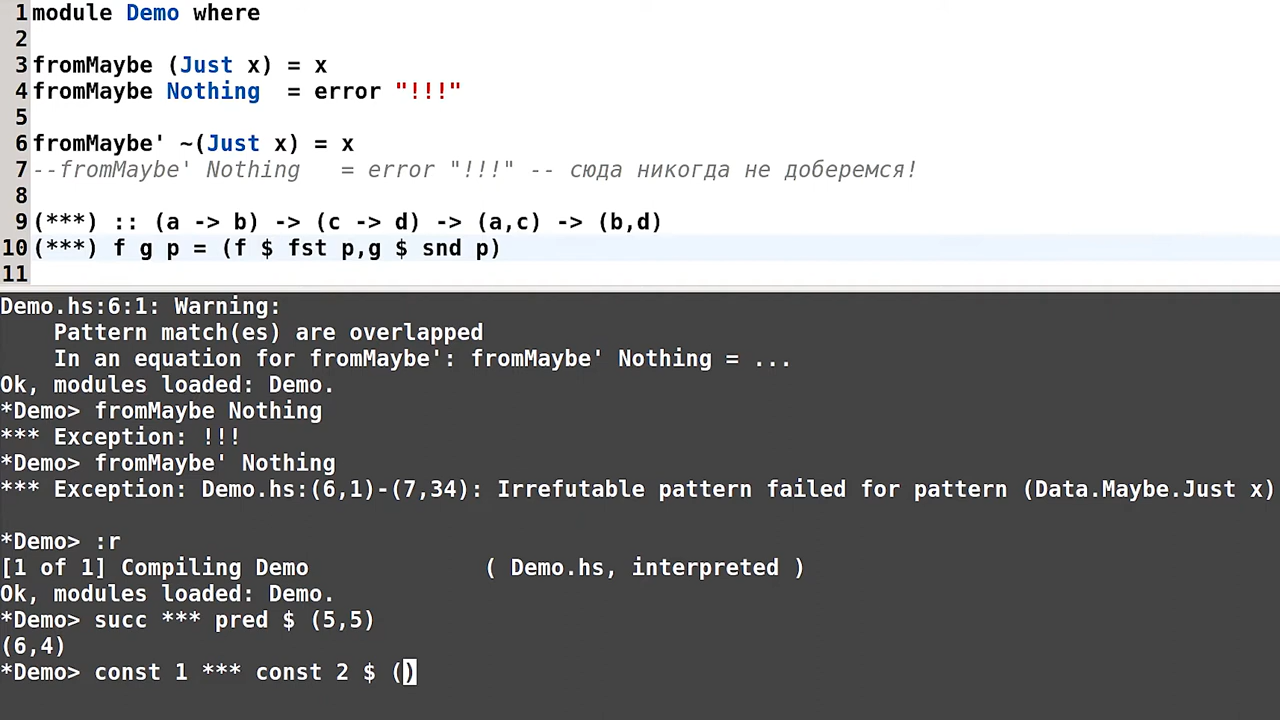 1 module Demo where
2
3 fromMaybe (Just x) = x
4 fromMaybe Nothing  = error "!!!"
5
6 fromMaybe' ~(Just x) = x
7 --fromMaybe' Nothing   = error "!!!" -- сюда никогда не доберемся!
8
9 (***) :: (a -> b) -> (c -> d) -> (a,c) -> (b,d)
10 (***) f g p = (f $ fst p,g $ snd p)
11
Demo.hs:6:1: Warning:
    Pattern match(es) are overlapped
    In an equation for fromMaybe': fromMaybe' Nothing = ...
Ok, modules loaded: Demo.
*Demo> fromMaybe Nothing
*** Exception: !!!
*Demo> fromMaybe' Nothing
*** Exception: Demo.hs:(6,1)-(7,34): Irrefutable pattern failed for pattern (Data.Maybe.Just x)
*Demo> :r
[1 of 1] Compiling Demo             ( Demo.hs, interpreted )
Ok, modules loaded: Demo.
*Demo> succ *** pred $ (5,5)
(6,4)
*Demo> const 1 *** const 2 $ ()